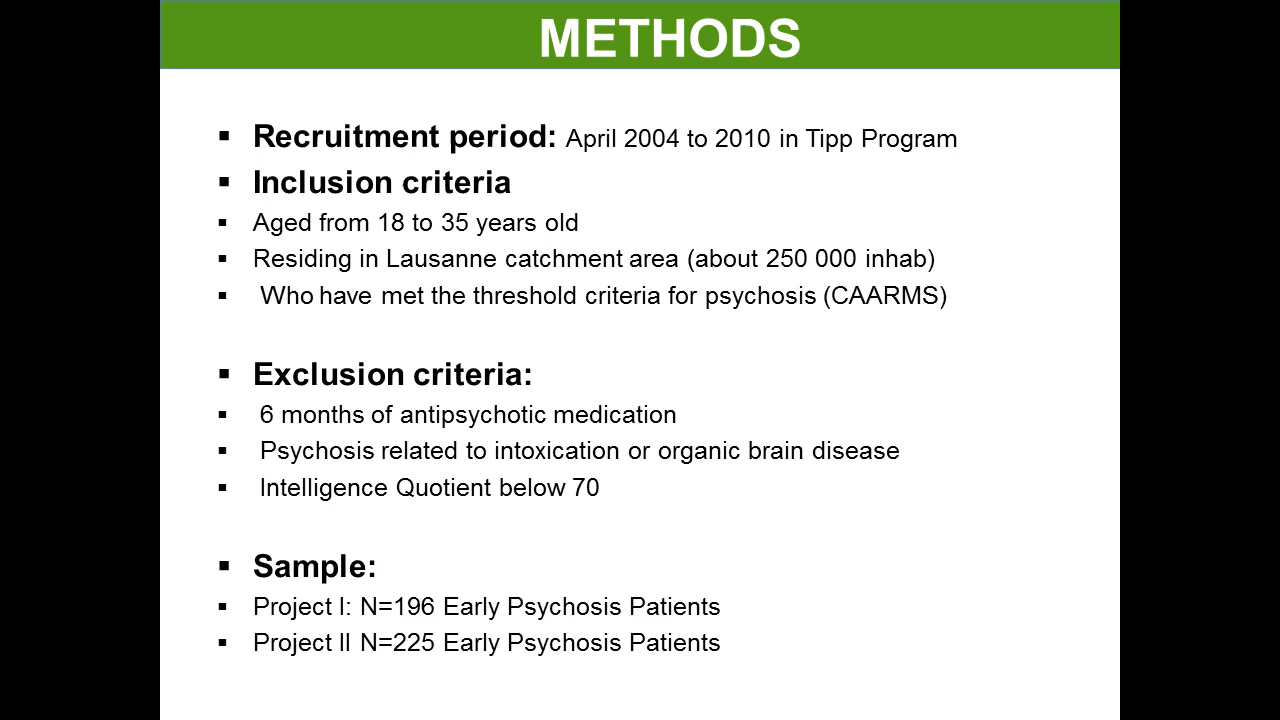 METHODS
▪ Recruitment period: April 2004 to 2010 in Tipp Program
▪ Inclusion criteria
▪ Aged from 18 to 35 years old
▪ Residing in Lausanne catchment area (about 250 000 inhab)
▪ Who have met the threshold criteria for psychosis (CAARMS)
▪ Exclusion criteria:
▪ 6 months of antipsychotic medication
▪ Psychosis related to intoxication or organic brain disease
▪ Intelligence Quotient below 70
▪ Sample:
▪ Project I: N=196 Early Psychosis Patients
▪ Project II N=225 Early Psychosis Patients